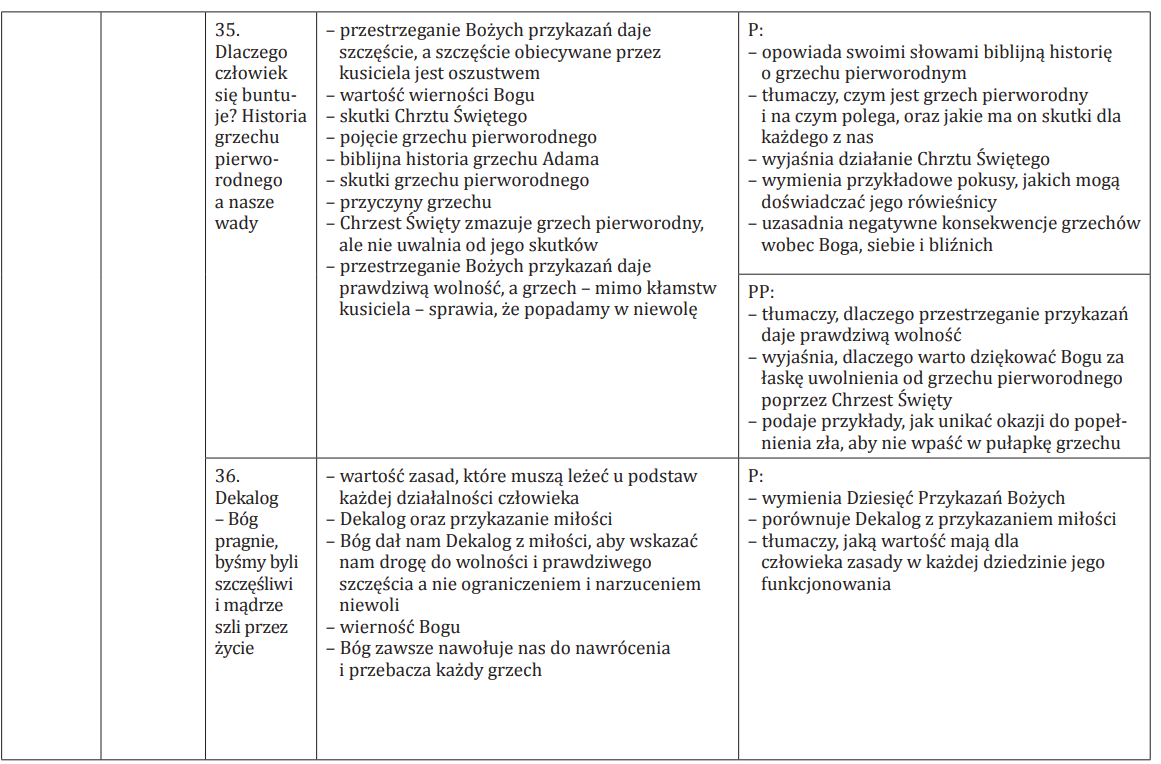 35.
Dlaczego
człowiek
się buntu-
je? Historia
grzechu
pierwo-
rodnego
a nasze
wady
– przestrzeganie Bożych przykazań daje
szczęście, a szczęście obiecywane przez
kusiciela jest oszustwem
– wartość wierności Bogu
– skutki Chrztu Świętego
– pojęcie grzechu pierworodnego
– biblijna historia grzechu Adama
– skutki grzechu pierworodnego
– przyczyny grzechu
– Chrzest Święty zmazuje grzech pierworodny,
ale nie uwalnia od jego skutków
– przestrzeganie Bożych przykazań daje
prawdziwą wolność, a grzech – mimo kłamstw
kusiciela – sprawia, że popadamy w niewolę
P:
– opowiada swoimi słowami biblijną historię
o grzechu pierworodnym
– tłumaczy, czym jest grzech pierworodny
i na czym polega, oraz jakie ma on skutki dla
każdego z nas
– wyjaśnia działanie Chrztu Świętego
– wymienia przykładowe pokusy, jakich mogą
doświadczać jego rówieśnicy
– uzasadnia negatywne konsekwencje grzechów
wobec Boga, siebie i bliźnich
PP:
– tłumaczy, dlaczego przestrzeganie przykazań
daje prawdziwą wolność
– wyjaśnia, dlaczego warto dziękować Bogu za
łaskę uwolnienia od grzechu pierworodnego
poprzez Chrzest Święty
– podaje przykłady, jak unikać okazji do popeł-
nienia zła, aby nie wpaść w pułapkę grzechu
36.
Dekalog
– Bóg
pragnie,
byśmy byli
szczęśliwi
i mądrze
szli przez
życie
– wartość zasad, które muszą leżeć u podstaw
każdej działalności człowieka
– Dekalog oraz przykazanie miłości
– Bóg dał nam Dekalog z miłości, aby wskazać
nam drogę do wolności i prawdziwego
szczęścia a nie ograniczeniem i narzuceniem
niewoli
– wierność Bogu
– Bóg zawsze nawołuje nas do nawrócenia
i przebacza każdy grzech
P:
– wymienia Dziesięć Przykazań Bożych
– porównuje Dekalog z przykazaniem miłości
– tłumaczy, jaką wartość mają dla
człowieka zasady w każdej dziedzinie jego
funkcjonowania